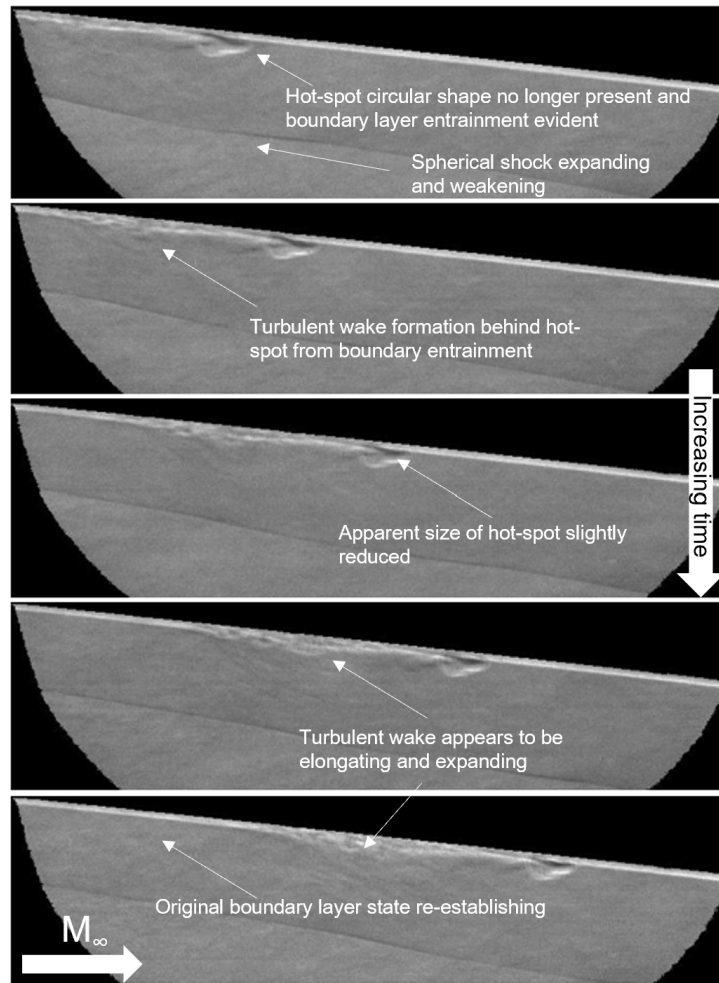 Hot-spot circular shape no longer present and
boundary layer entrainment evident
Spherical shock expanding
and weakening
Turbulent wake formation behind hot-
spot from boundary entrainment
Increasing time
Apparent size of hot-spot slightly
reduced
Turbulent wake appears to be
elongating and expanding
Original boundary layer state re-establishing
M∞